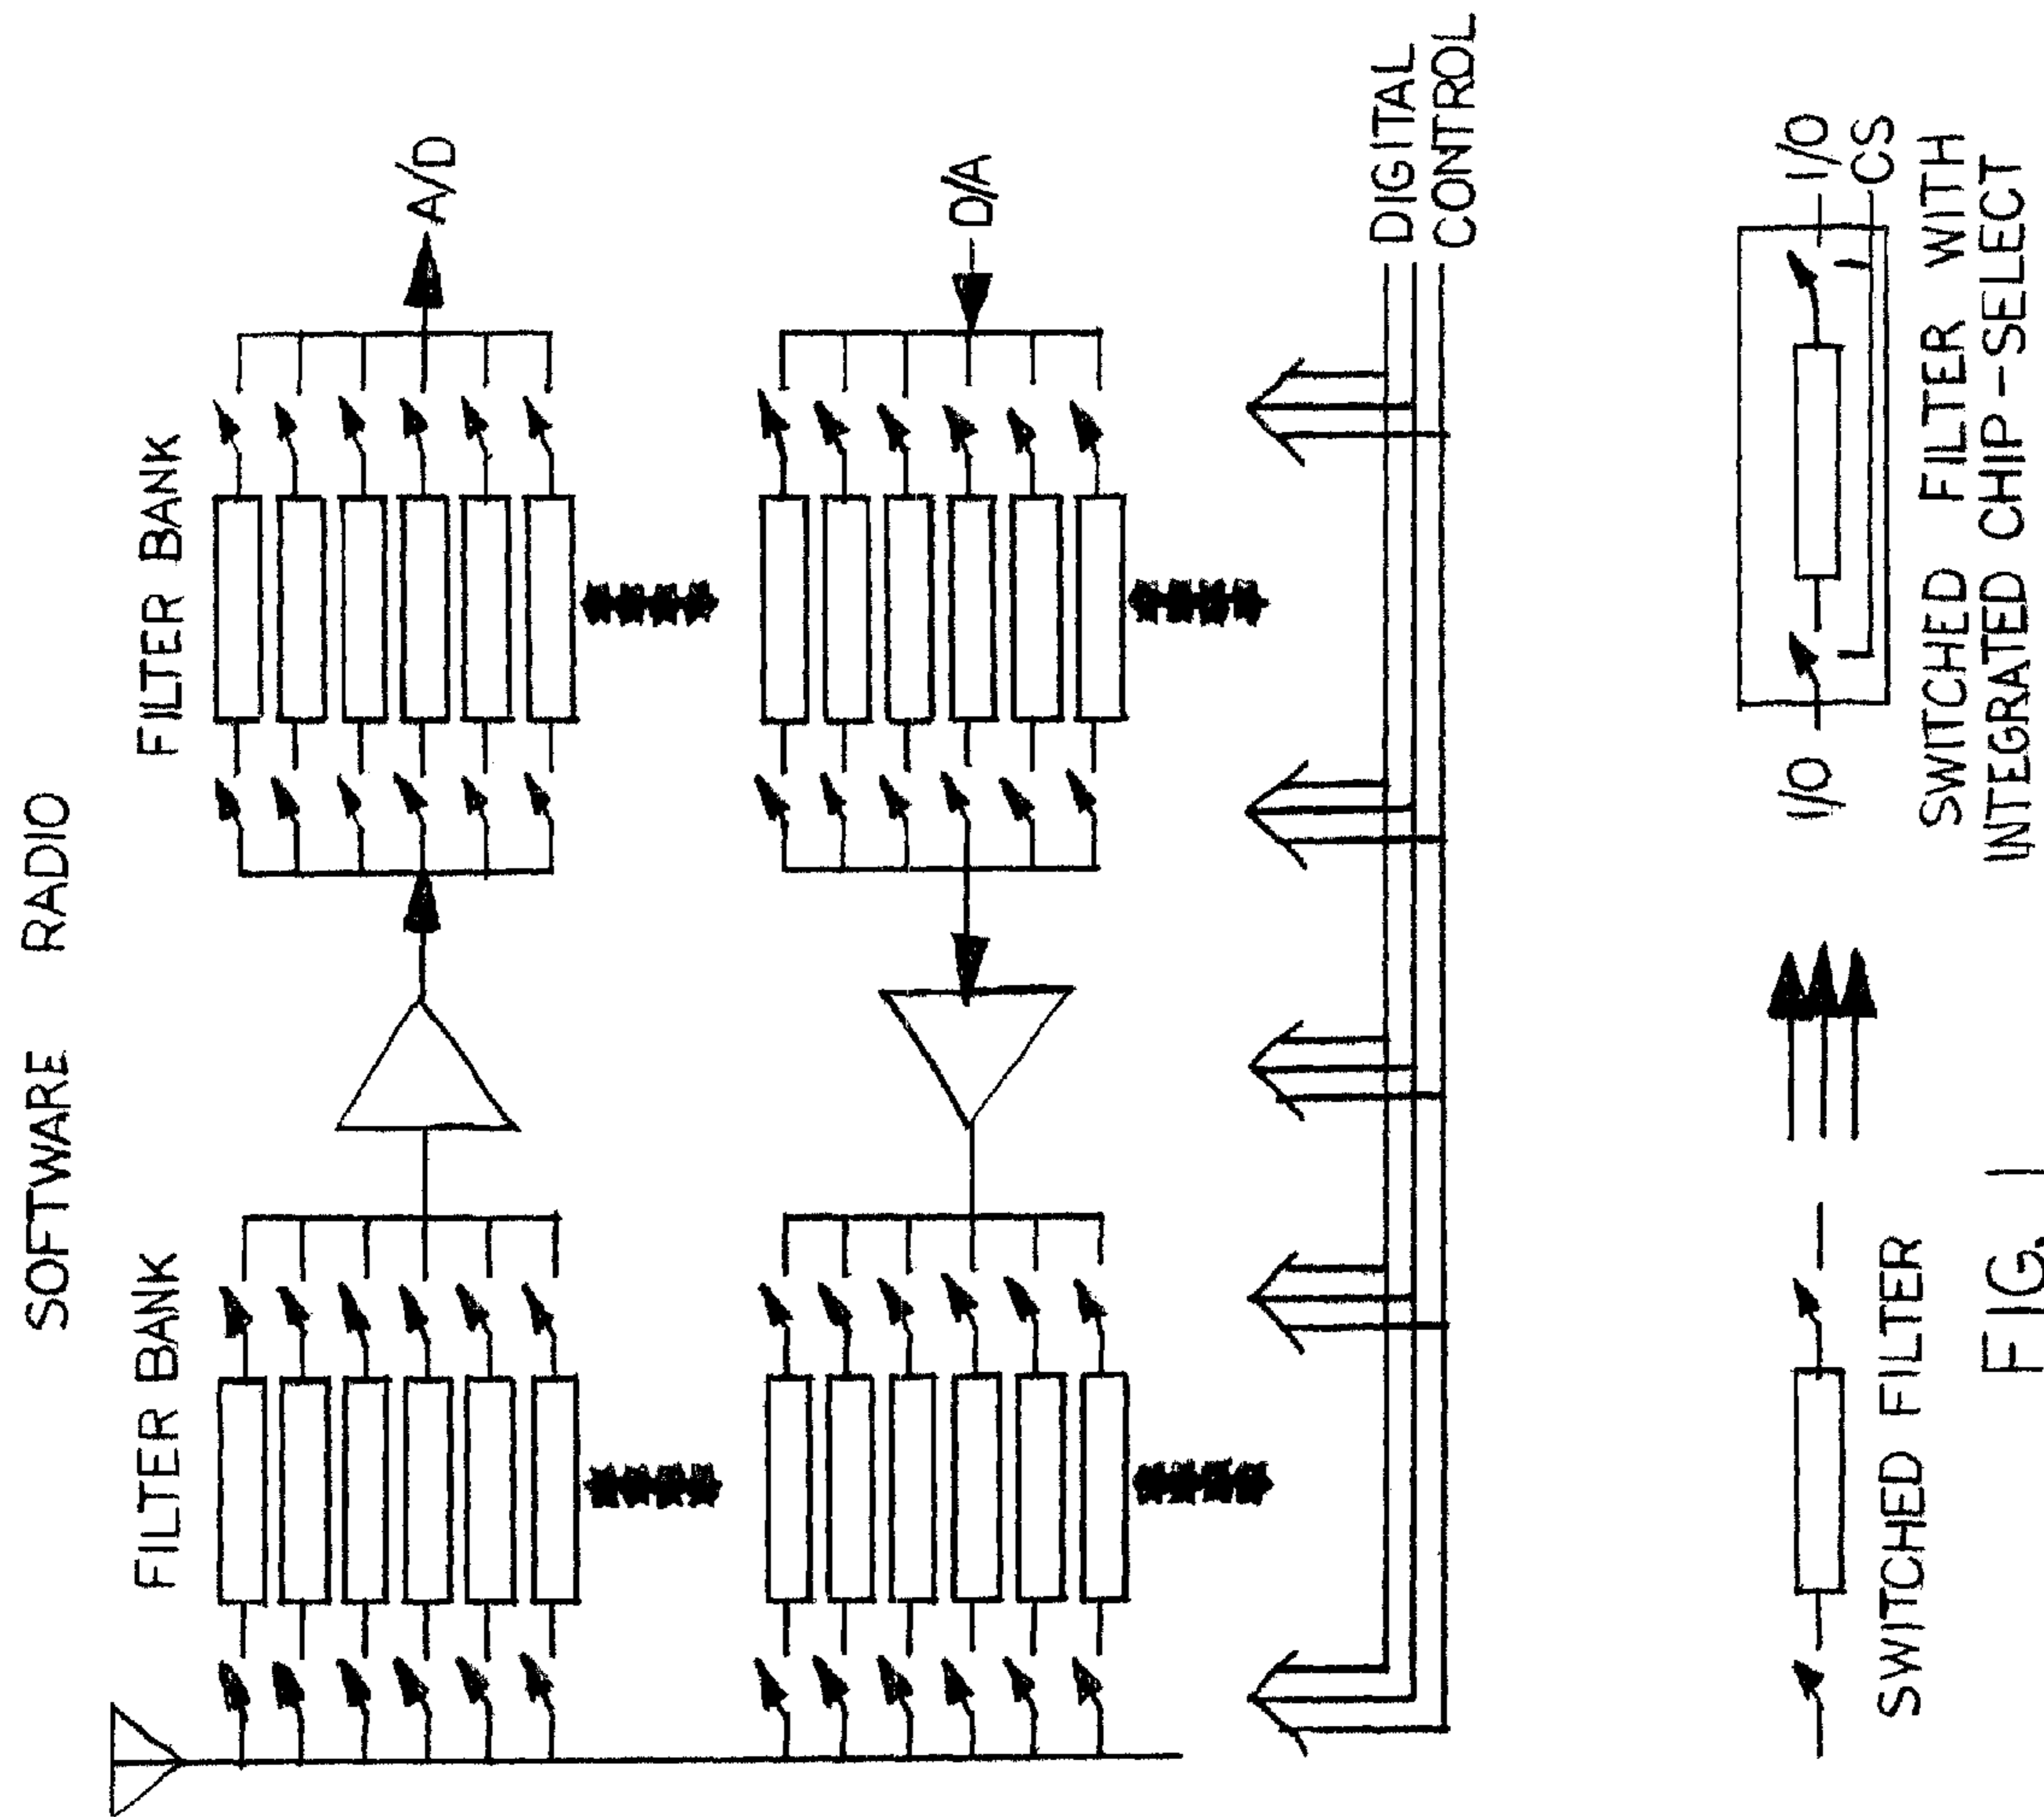 SOFTWARE RADIO
FILTER BANK
FILTER BANK
A/D
D/A
DIGITAL
CONTROL
SWITCHED FILTER
I/O
I/O
CS
SWITCHED FILTER WITH
INTEGRATED CHIP-SELECT
FIG. 1